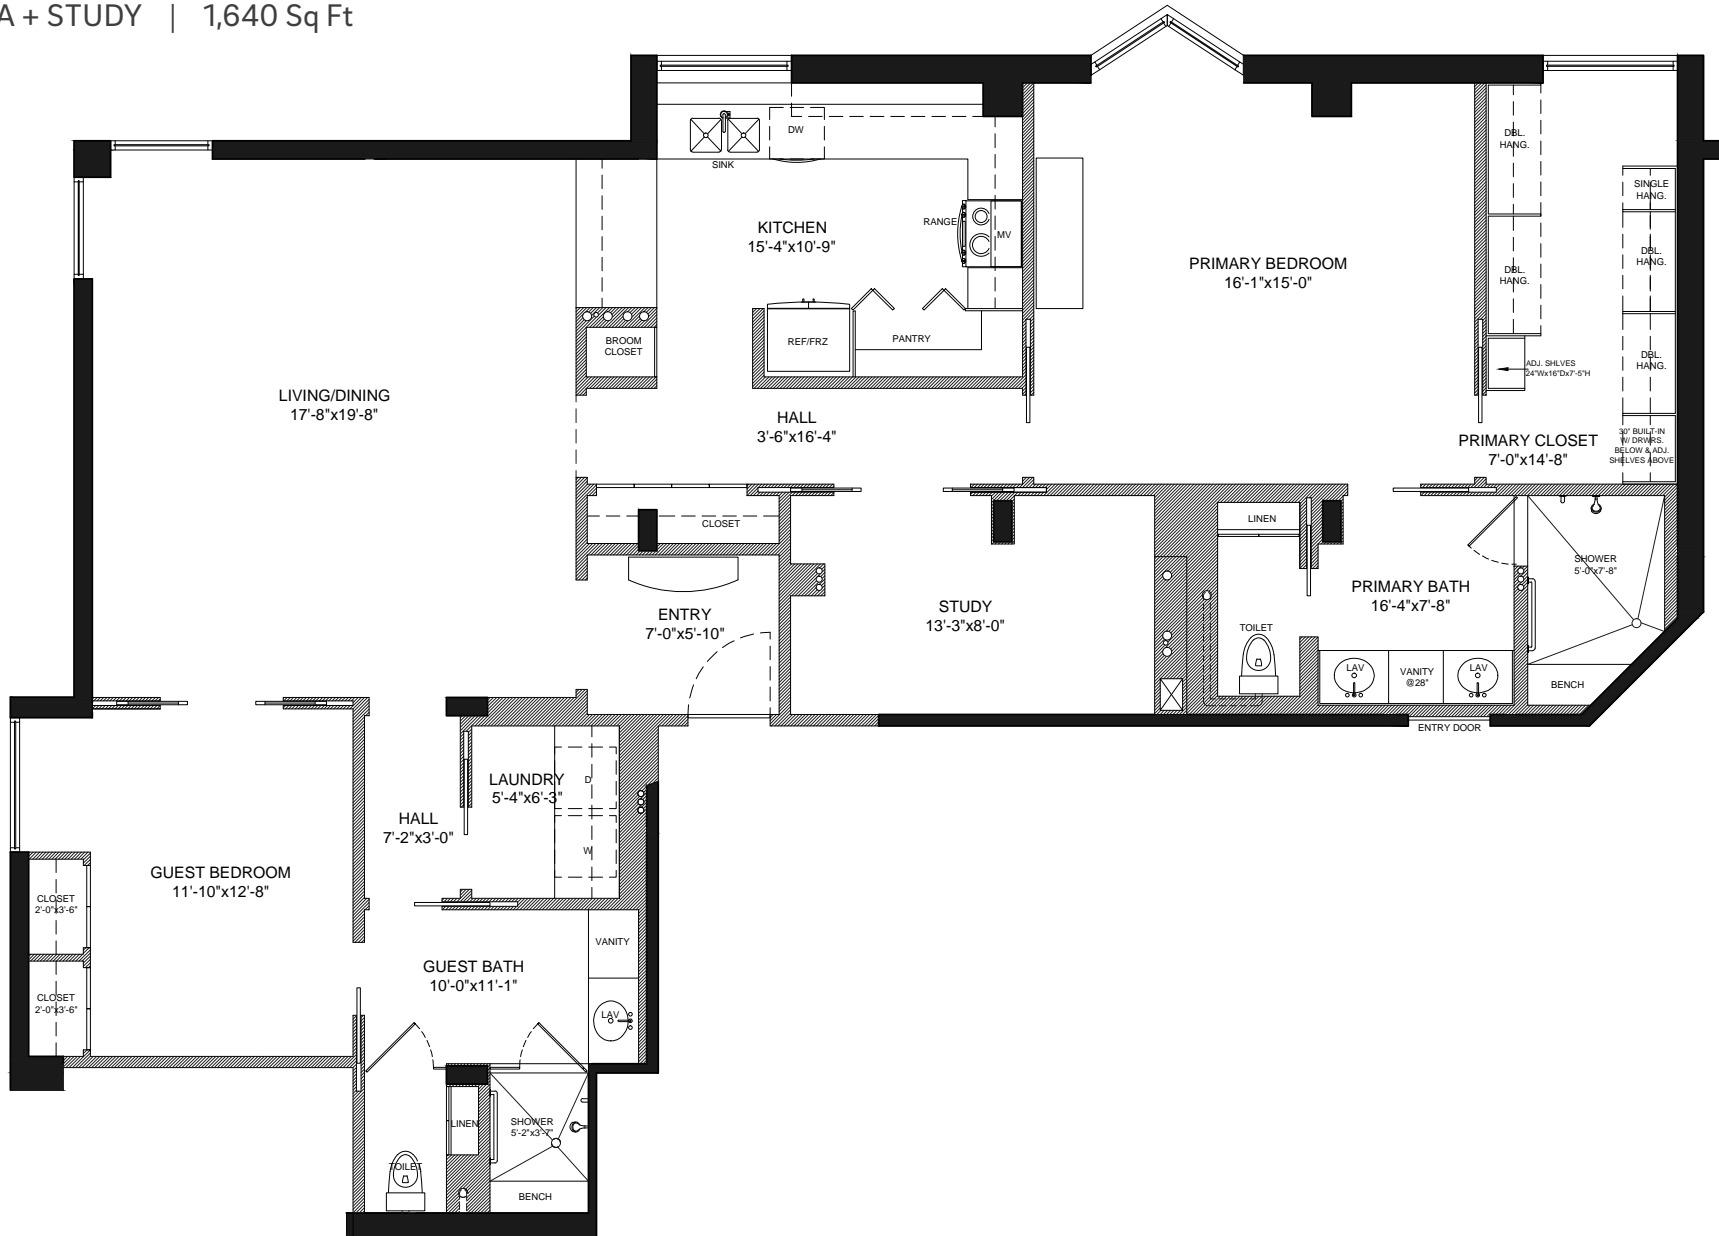 A + STUDY | 1,640 Sq Ft
DW
SINK
KITCHEN
15'-4"x10'-9"
RANGE
MV
REF/FRZ
PANTRY
BROOM
CLOSET
LIVING/DINING
17'-8"x19'-8"
HALL
3'-6"x16'-4"
PRIMARY BEDROOM
16'-1"x15'-0"
DBL.
HANG.
DBL.
HANG.
ADJ. SHLVES
24"Wx16"Dx7'-5"H
SINGLE
HANG.
DBL.
HANG.
DBL.
HANG.
30" BUILT-IN
W/ DRWRS.
BELOW & ADJ.
SHELVES ABOVE
PRIMARY CLOSET
7'-0"x14'-8"
CLOSET
ENTRY
7'-0"x5'-10"
STUDY
13'-3"x8'-0"
LINEN
TOILET
PRIMARY BATH
16'-4"x7'-8"
LAV
VANITY
@28"
LAV
SHOWER
5'-0"x7'-8"
BENCH
ENTRY DOOR
LAUNDRY
5'-4"x6'-3"
D
W
HALL
7'-2"x3'-0"
GUEST BEDROOM
11'-10"x12'-8"
CLOSET
2'-0"x3'-6"
CLOSET
2'-0"x3'-6"
GUEST BATH
10'-0"x11'-1"
VANITY
LAV
LINEN
SHOWER
5'-2"x3'-7"
TOILET
BENCH